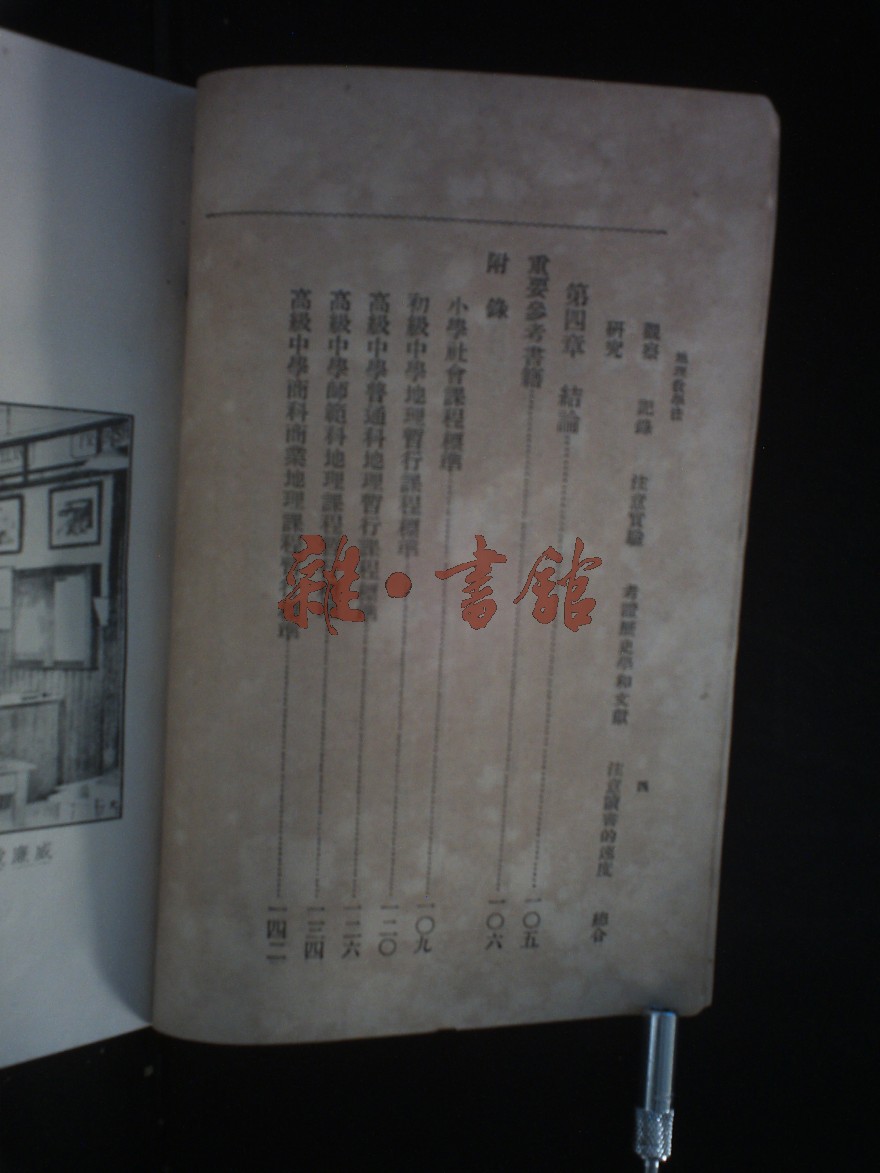 地理教學法
四
觀察 記錄 注意實驗 考證歷史學和文獻 注意讀書的速度 總合
研究
第四章 結論 一〇五
重要參考書籍 一〇六
附錄
小學社會課程標準 一〇九
初級中學地理暫行課程標準 一二〇
高級中學普通科地理暫行課程標準 一二六
高級中學師範科地理課程 一三四
高級中學商科商業地理課程 準 一四二
雜·書館
威廉